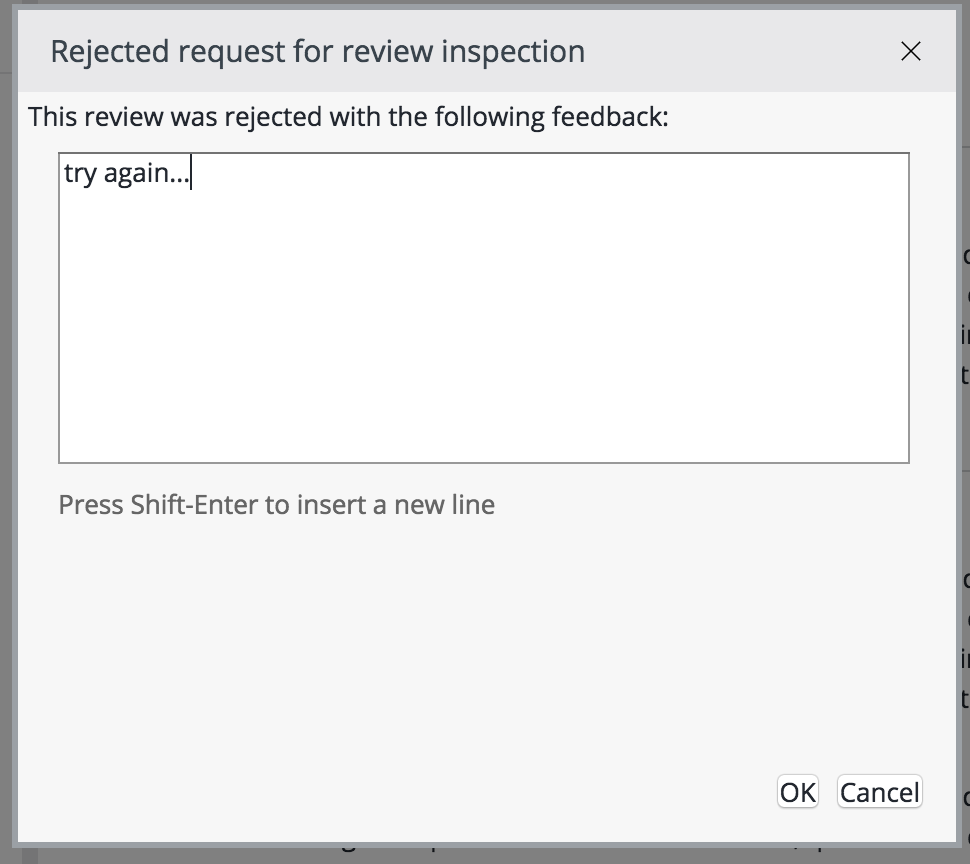 Rejected request for review inspection
This review was rejected with the following feedback:
try again...
Press Shift-Enter to insert a new line
OK Cancel